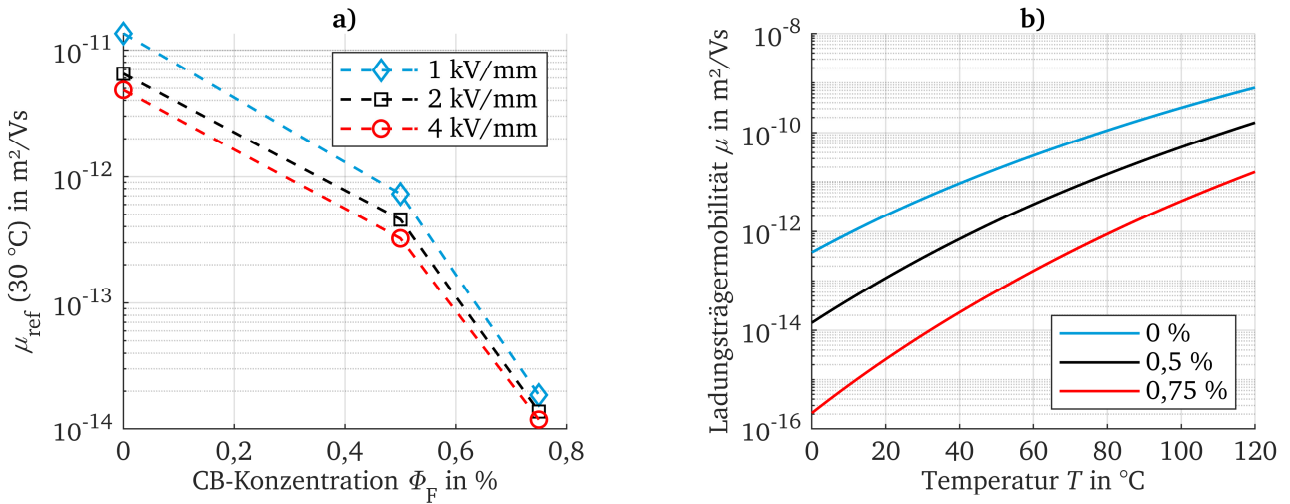 a)
10⁻¹¹
10⁻¹²
10⁻¹³
10⁻¹⁴
μ_ref (30 °C) in m²/Vs
1 kV/mm
2 kV/mm
4 kV/mm
0 0,2 0,4 0,6 0,8
CB-Konzentration Φ_F in %
b)
10⁻⁸
10⁻¹⁰
10⁻¹²
10⁻¹⁴
10⁻¹⁶
Ladungsträgermobilität μ in m²/Vs
0 %
0,5 %
0,75 %
0 20 40 60 80 100 120
Temperatur T in °C